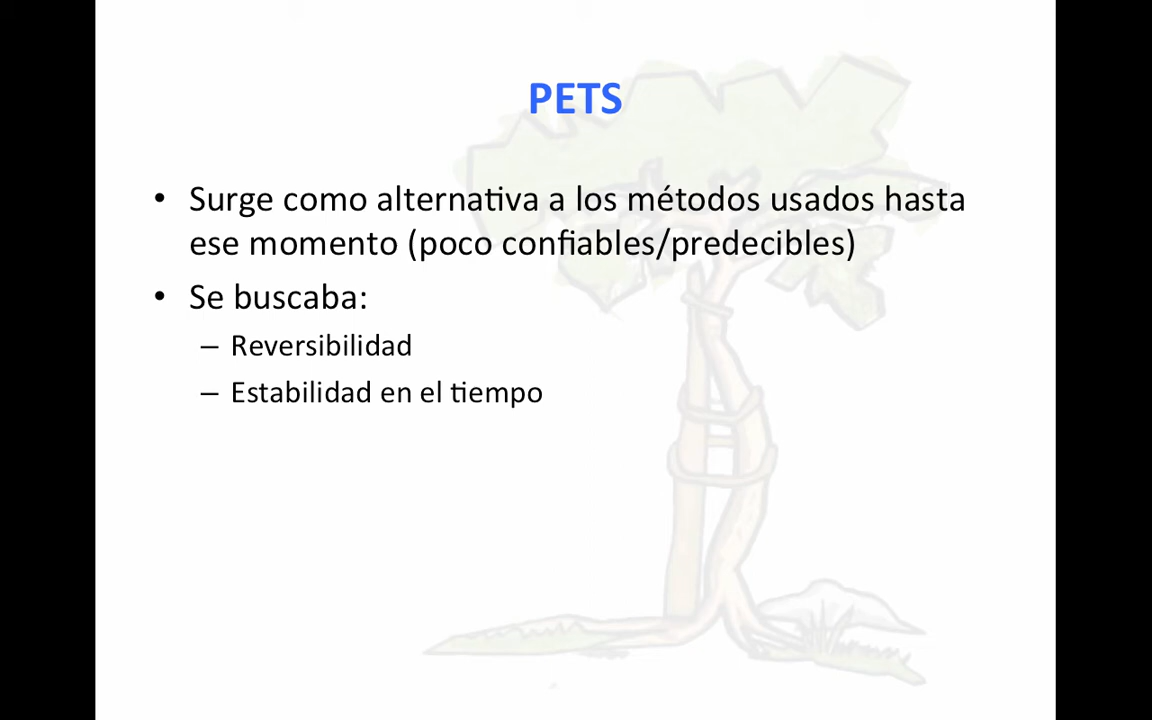 PETS
• Surge como alternativa a los métodos usados hasta
ese momento (poco confiables/predecibles)
• Se buscaba:
– Reversibilidad
– Estabilidad en el tiempo